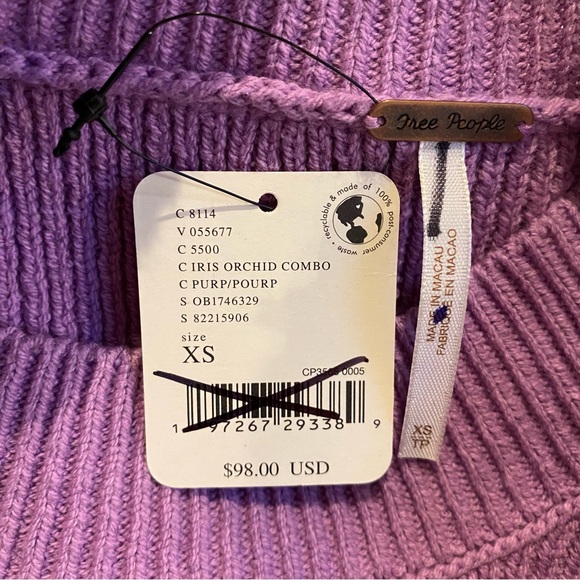 Free People
C 8114
V 055677
C 5500
C IRIS ORCHID COMBO
C PURP/POURP
S OB1746329
S 82215906
size
XS
1 97267 29338 9
$98.00 USD
recyclable & made of 100% post-consumer waste
MADE IN MACAU
FABRIQUE EN MACAO
XS
TP